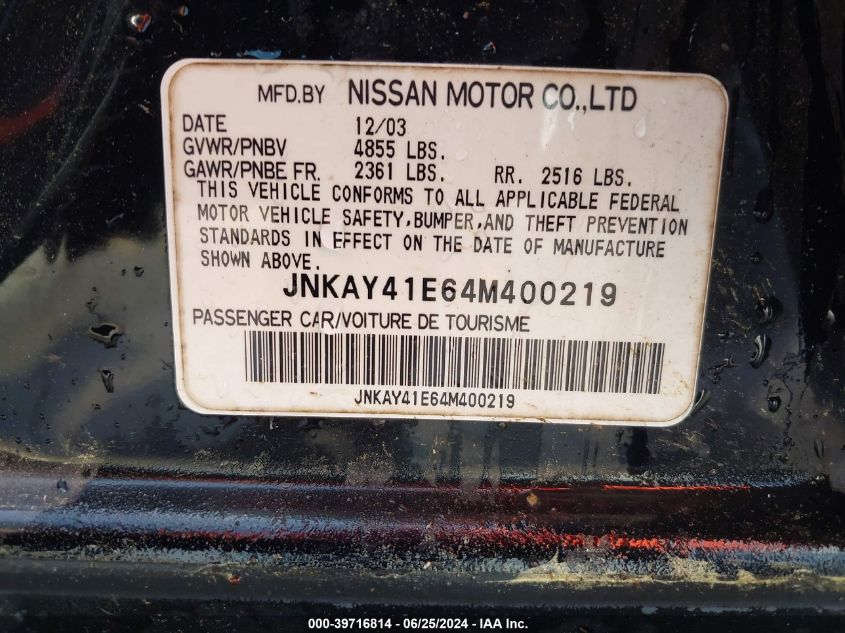 MFD.BY NISSAN MOTOR CO.,LTD
DATE 12/03
GVWR/PNBV 4855 LBS.
GAWR/PNBE FR. 2361 LBS. RR. 2516 LBS.
THIS VEHICLE CONFORMS TO ALL APPLICABLE FEDERAL
MOTOR VEHICLE SAFETY,BUMPER,AND THEFT PREVENTION
STANDARDS IN EFFECT ON THE DATE OF MANUFACTURE
SHOWN ABOVE.
JNKAY41E64M400219
PASSENGER CAR/VOITURE DE TOURISME
JNKAY41E64M400219
000-39716814 - 06/25/2024 - IAA Inc.